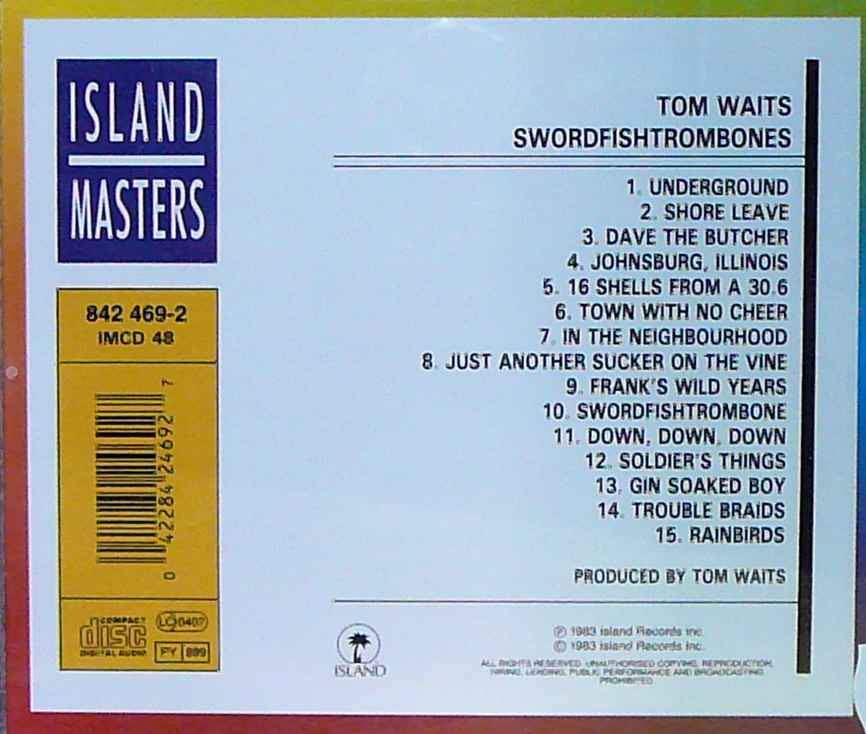 ISLAND
MASTERS
842 469-2
IMCD 48
7
0 42284 24692
COMPACT
disc
DIGITAL AUDIO
LC 0407
PY 899
TOM WAITS
SWORDFISHTROMBONES
1. UNDERGROUND
2. SHORE LEAVE
3. DAVE THE BUTCHER
4. JOHNSBURG, ILLINOIS
5. 16 SHELLS FROM A 30.6
6. TOWN WITH NO CHEER
7. IN THE NEIGHBOURHOOD
8. JUST ANOTHER SUCKER ON THE VINE
9. FRANK'S WILD YEARS
10. SWORDFISHTROMBONE
11. DOWN, DOWN, DOWN
12. SOLDIER'S THINGS
13. GIN SOAKED BOY
14. TROUBLE BRAIDS
15. RAINBIRDS
PRODUCED BY TOM WAITS
ISLAND
℗ 1983 Island Records Inc.
© 1983 Island Records Inc.
ALL RIGHTS RESERVED. UNAUTHORISED COPYING, REPRODUCTION,
HIRING, LENDING, PUBLIC PERFORMANCE AND BROADCASTING
PROHIBITED